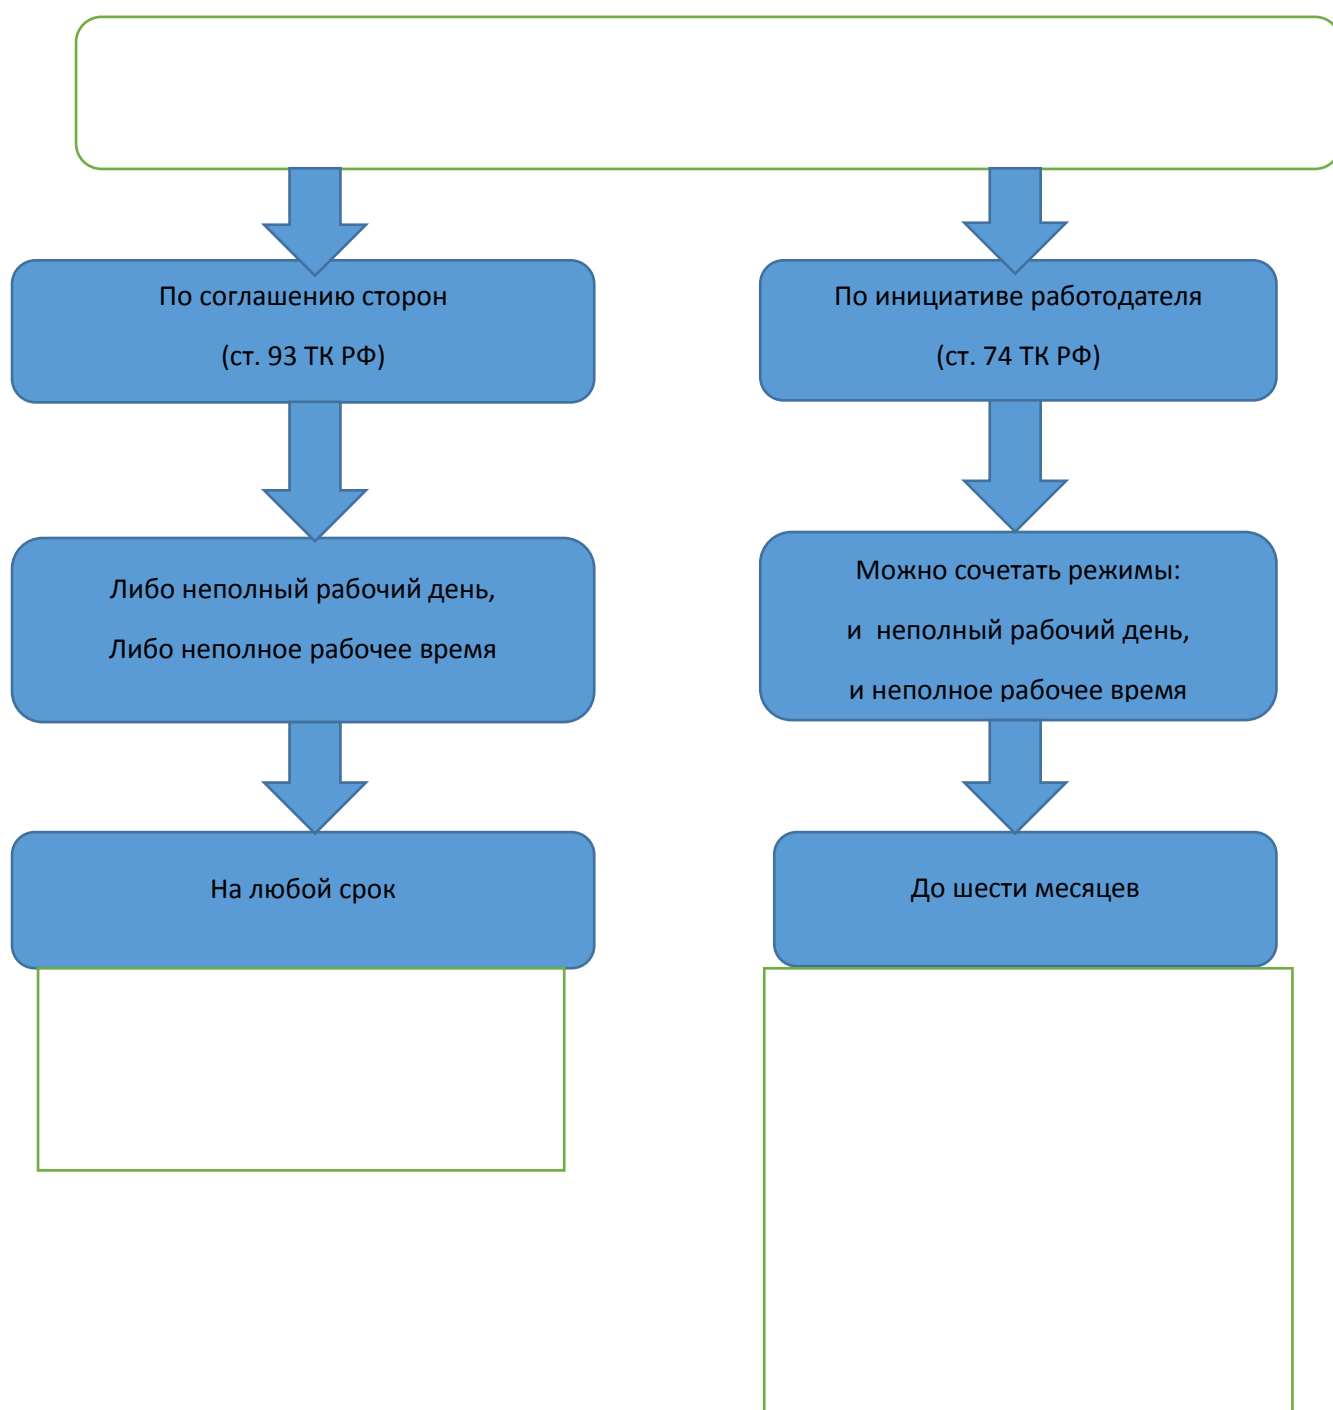 По соглашению сторон
(ст. 93 ТК РФ)
По инициативе работодателя
(ст. 74 ТК РФ)
Либо неполный рабочий день,
Либо неполное рабочее время
Можно сочетать режимы:
и  неполный рабочий день,
и неполное рабочее время
На любой срок
До шести месяцев